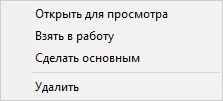 Открыть для просмотра
Взять в работу
Сделать основным
Удалить